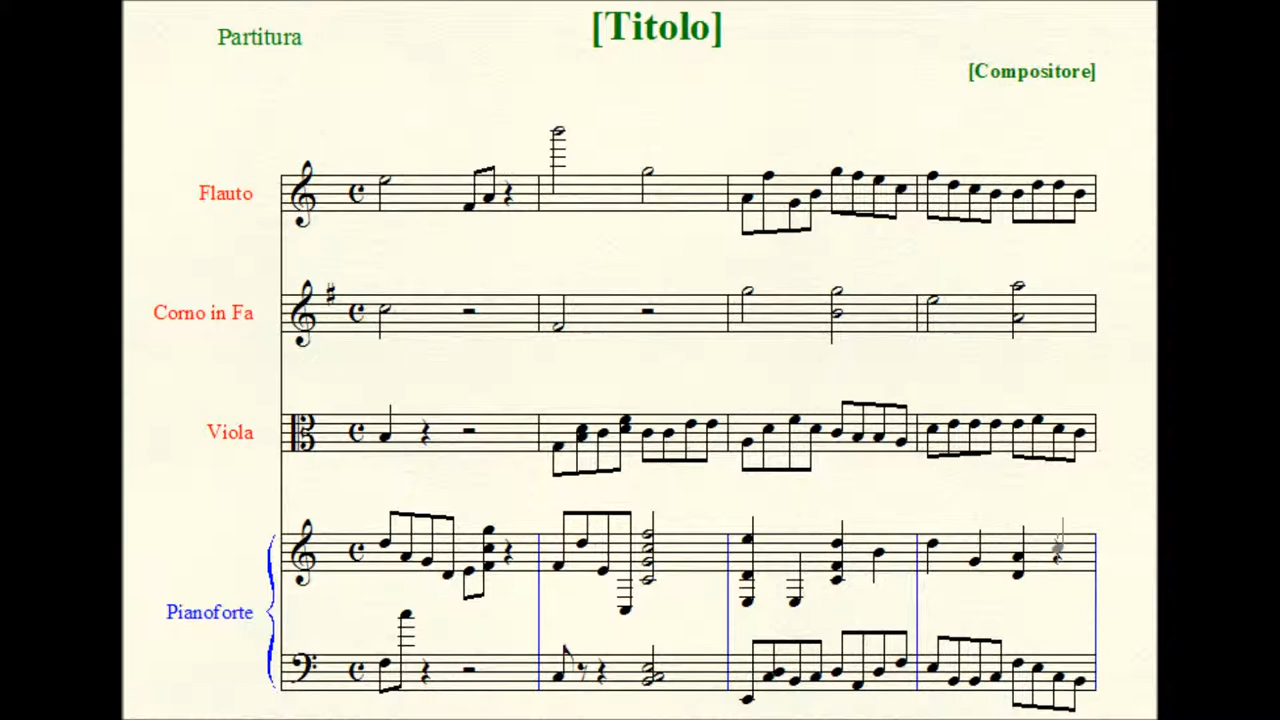 [Titolo]
Partitura
[Compositore]
Flauto
Corno in Fa
Viola
Pianoforte